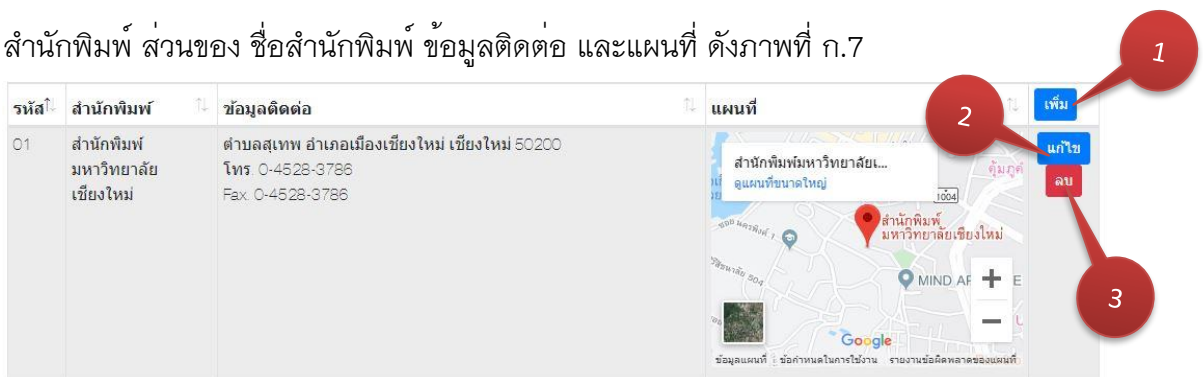 สำนักพิมพ์ ส่วนของ ชื่อสำนักพิมพ์ ข้อมูลติดต่อ และแผนที่ ดังภาพที่ ก.7
1
รหัส สำนักพิมพ์ ข้อมูลติดต่อ แผนที่ เพิ่ม
2
01 สำนักพิมพ์ ตำบลสุเทพ อำเภอเมืองเชียงใหม่ เชียงใหม่ 50200 แก้ไข
มหาวิทยาลัย โทร. 0-4528-3786 ลบ
เชียงใหม่ Fax. 0-4528-3786
สำนักพิมพ์มหาวิทยาลัยเ...
ดูแผนที่ขนาดใหญ่
1004
สำนักพิมพ์
มหาวิทยาลัยเชียงใหม่
MIND AR
3
Google
ข้อมูลแผนที่ ข้อกำหนดในการใช้งาน รายงานข้อผิดพลาดของแผนที่